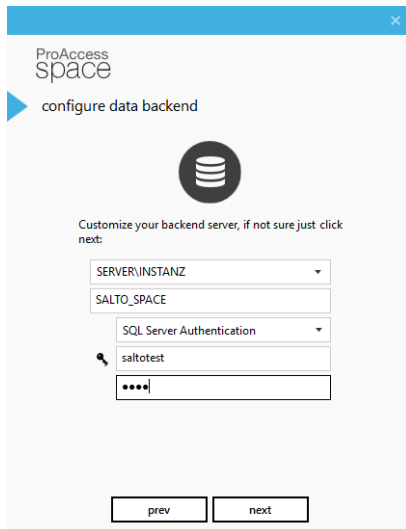 ProAccess
space
configure data backend
Customize your backend server, if not sure just click
next:
SERVER\INSTANZ
SALTO_SPACE
SQL Server Authentication
saltotest
••••
prev
next